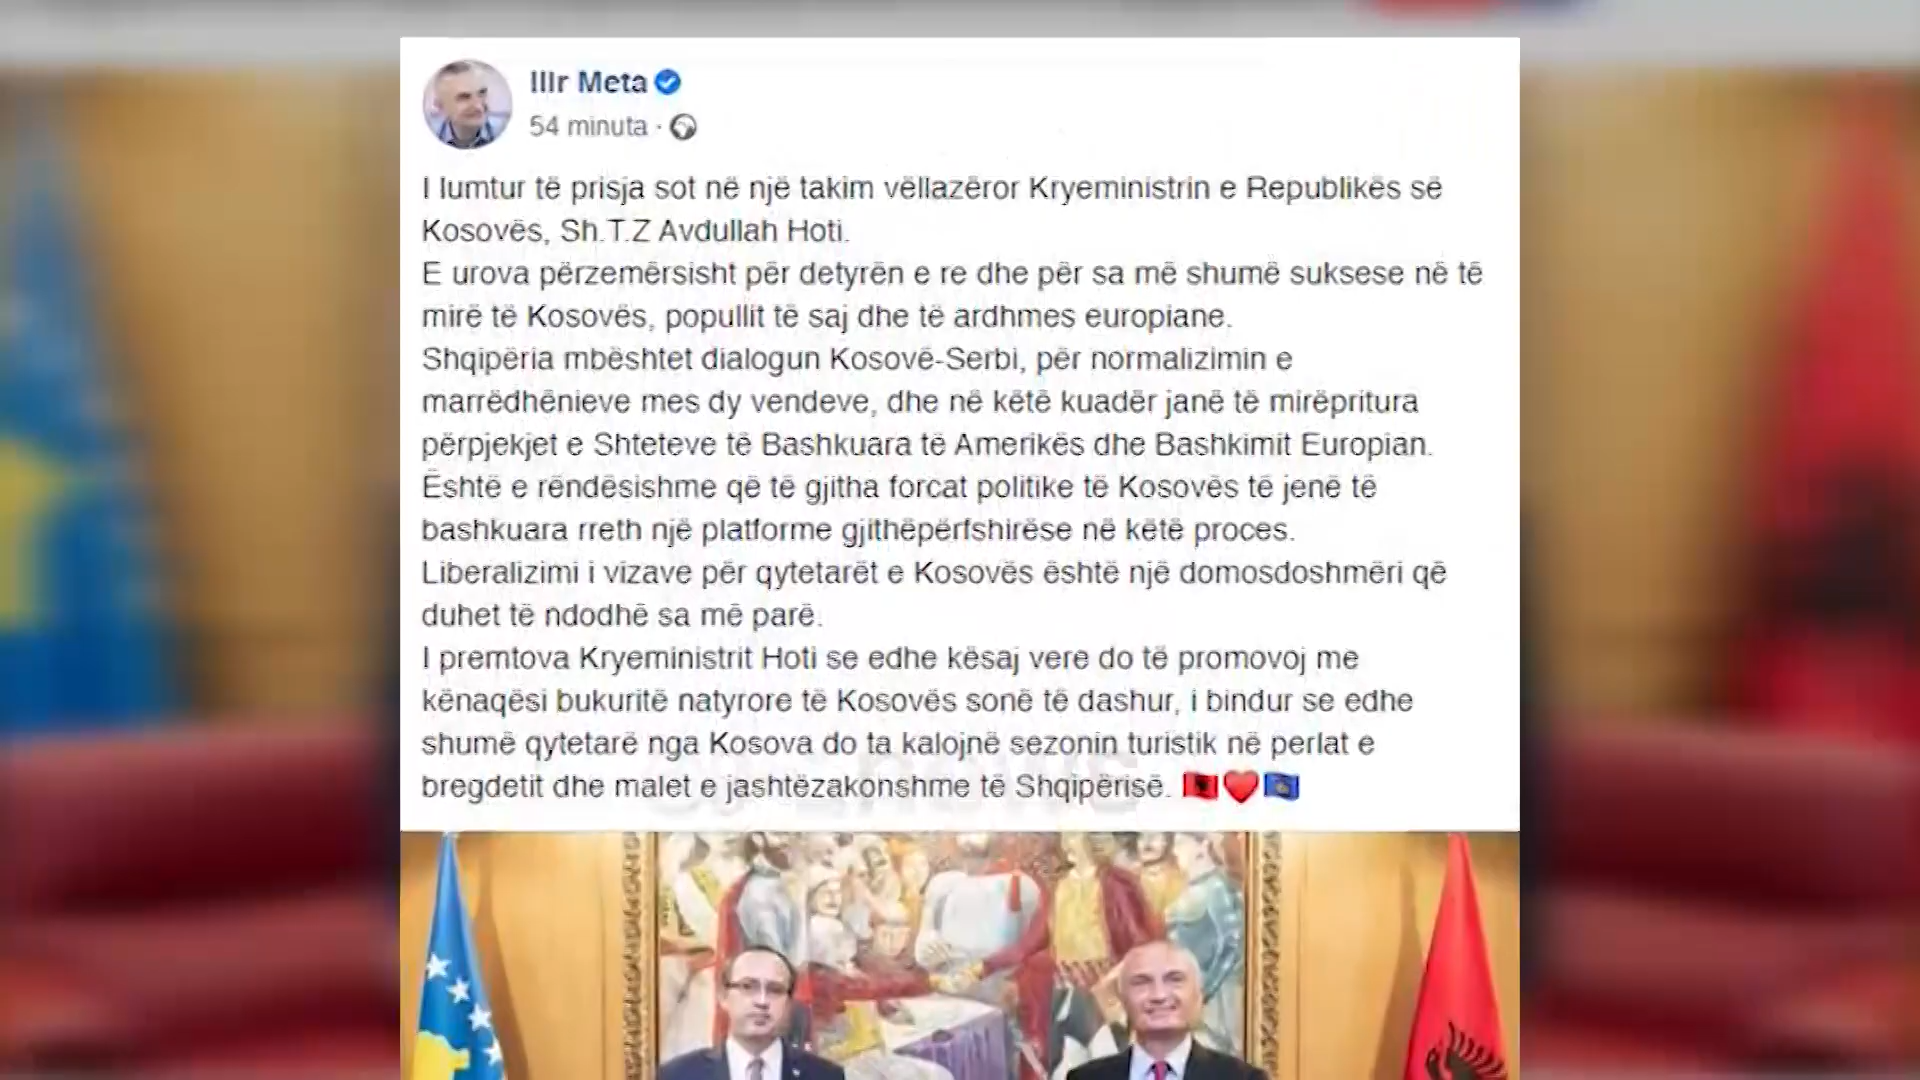 Ilir Meta
54 minuta ·
I lumtur të prisja sot në një takim vëllazëror Kryeministrin e Republikës së
Kosovës, Sh.T.Z Avdullah Hoti.
E urova përzemërsisht për detyrën e re dhe për sa më shumë suksese në të
mirë të Kosovës, popullit të saj dhe të ardhmes europiane.
Shqipëria mbështet dialogun Kosovë-Serbi, për normalizimin e
marrëdhënieve mes dy vendeve, dhe në këtë kuadër janë të mirëpritura
përpjekjet e Shteteve të Bashkuara të Amerikës dhe Bashkimit Europian.
Është e rëndësishme që të gjitha forcat politike të Kosovës të jenë të
bashkuara rreth një platforme gjithëpërfshirëse në këtë proces.
Liberalizimi i vizave për qytetarët e Kosovës është një domosdoshmëri që
duhet të ndodhë sa më parë.
I premtova Kryeministrit Hoti se edhe kësaj vere do të promovoj me
kënaqësi bukuritë natyrore të Kosovës sonë të dashur, i bindur se edhe
shumë qytetarë nga Kosova do ta kalojnë sezonin turistik në perlat e
bregdetit dhe malet e jashtëzakonshme të Shqipërisë. 🇦🇱❤️🇽🇰